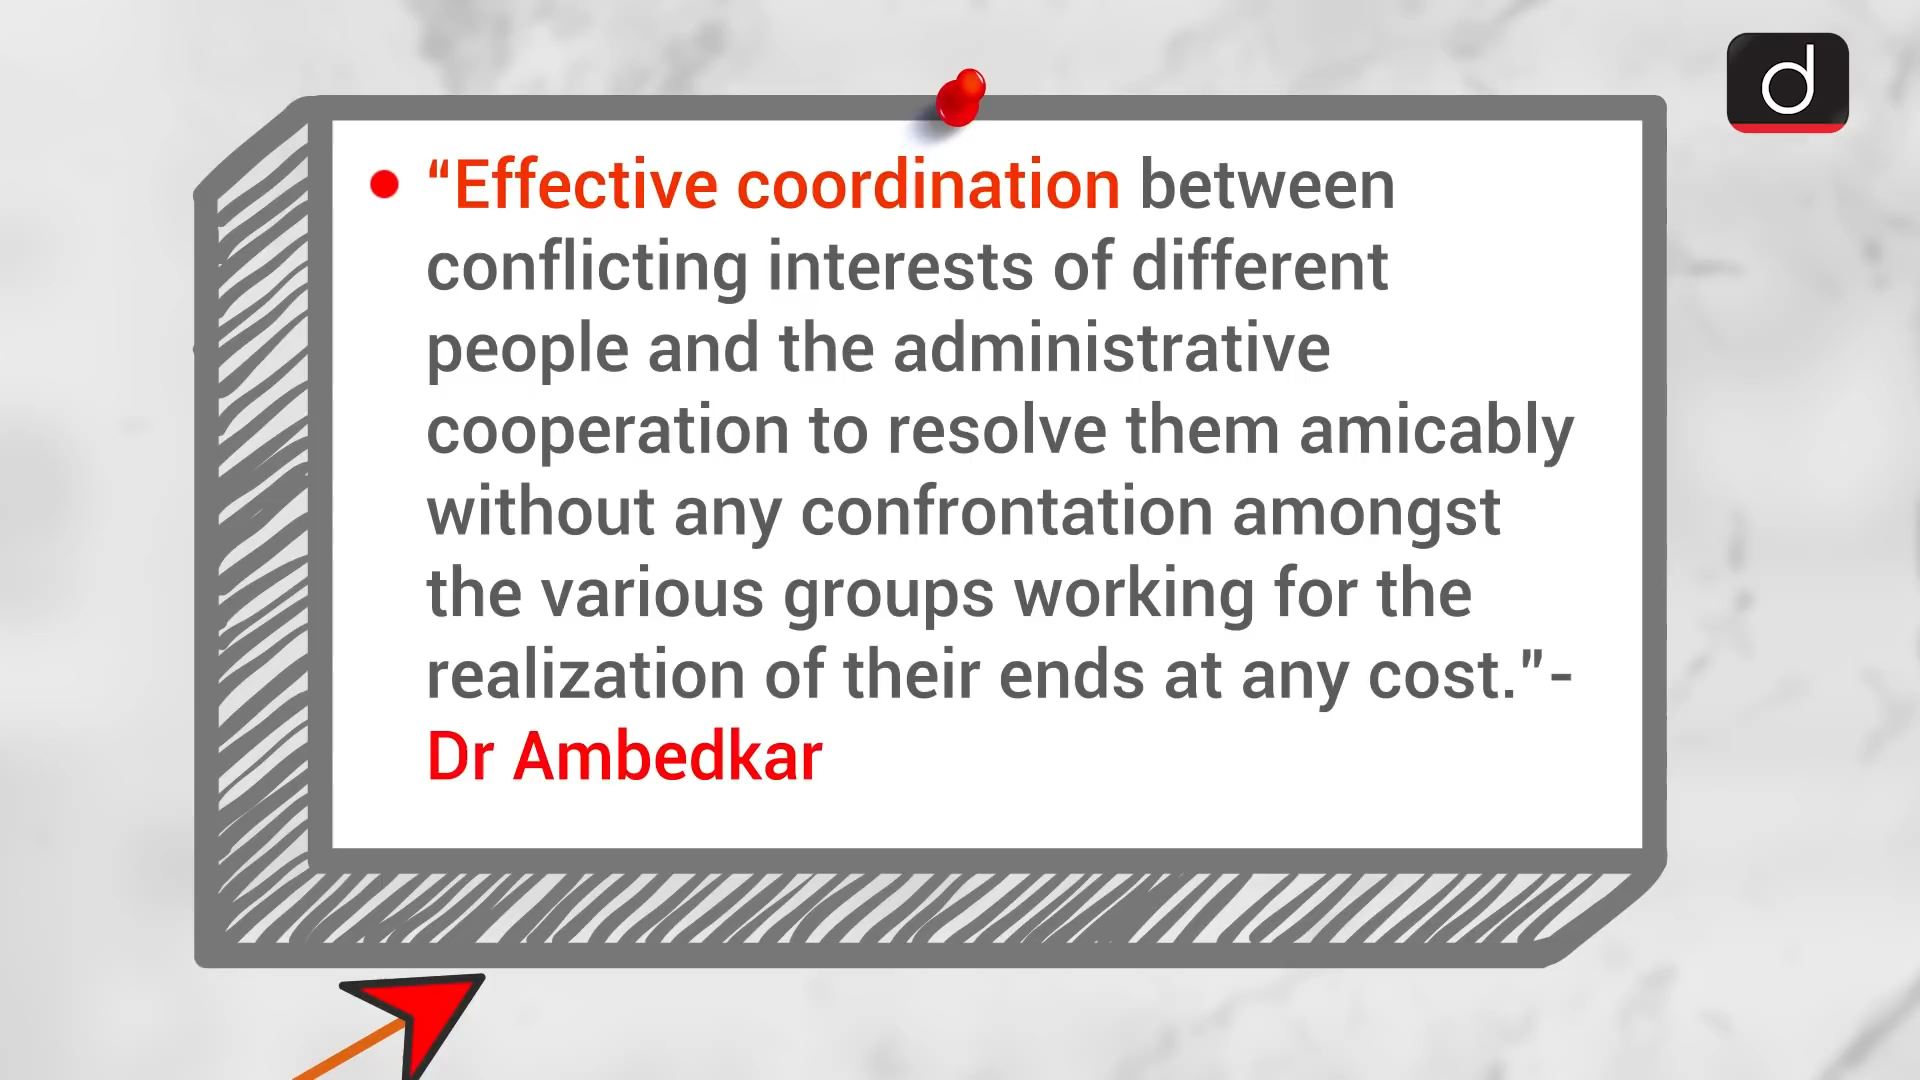 d
• “Effective coordination between
conflicting interests of different
people and the administrative
cooperation to resolve them amicably
without any confrontation amongst
the various groups working for the
realization of their ends at any cost.”-
Dr Ambedkar